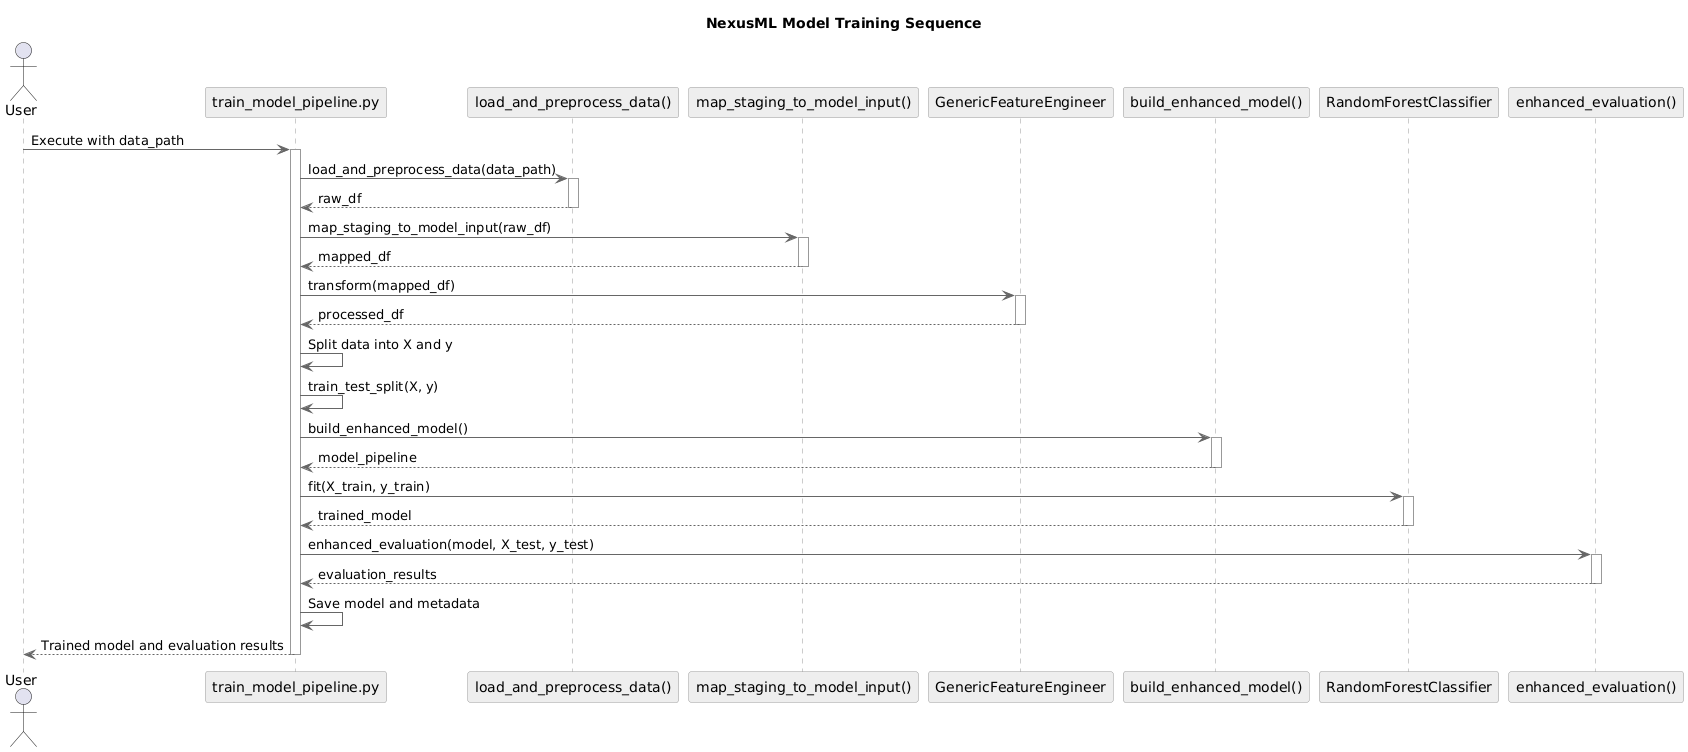 NexusML Model Training Sequence
User
train_model_pipeline.py
load_and_preprocess_data()
map_staging_to_model_input()
GenericFeatureEngineer
build_enhanced_model()
RandomForestClassifier
enhanced_evaluation()
Execute with data_path
load_and_preprocess_data(data_path)
raw_df
map_staging_to_model_input(raw_df)
mapped_df
transform(mapped_df)
processed_df
Split data into X and y
train_test_split(X, y)
build_enhanced_model()
model_pipeline
fit(X_train, y_train)
trained_model
enhanced_evaluation(model, X_test, y_test)
evaluation_results
Save model and metadata
Trained model and evaluation results
User
train_model_pipeline.py
load_and_preprocess_data()
map_staging_to_model_input()
GenericFeatureEngineer
build_enhanced_model()
RandomForestClassifier
enhanced_evaluation()